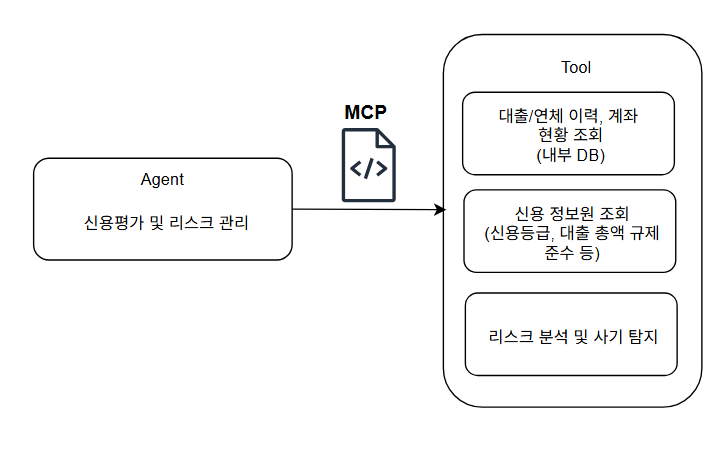 MCP
Agent
신용평가 및 리스크 관리
Tool
대출/연체 이력, 계좌
현황 조회
(내부 DB)
신용 정보원 조회
(신용등급, 대출 총액 규제
준수 등)
리스크 분석 및 사기 탐지